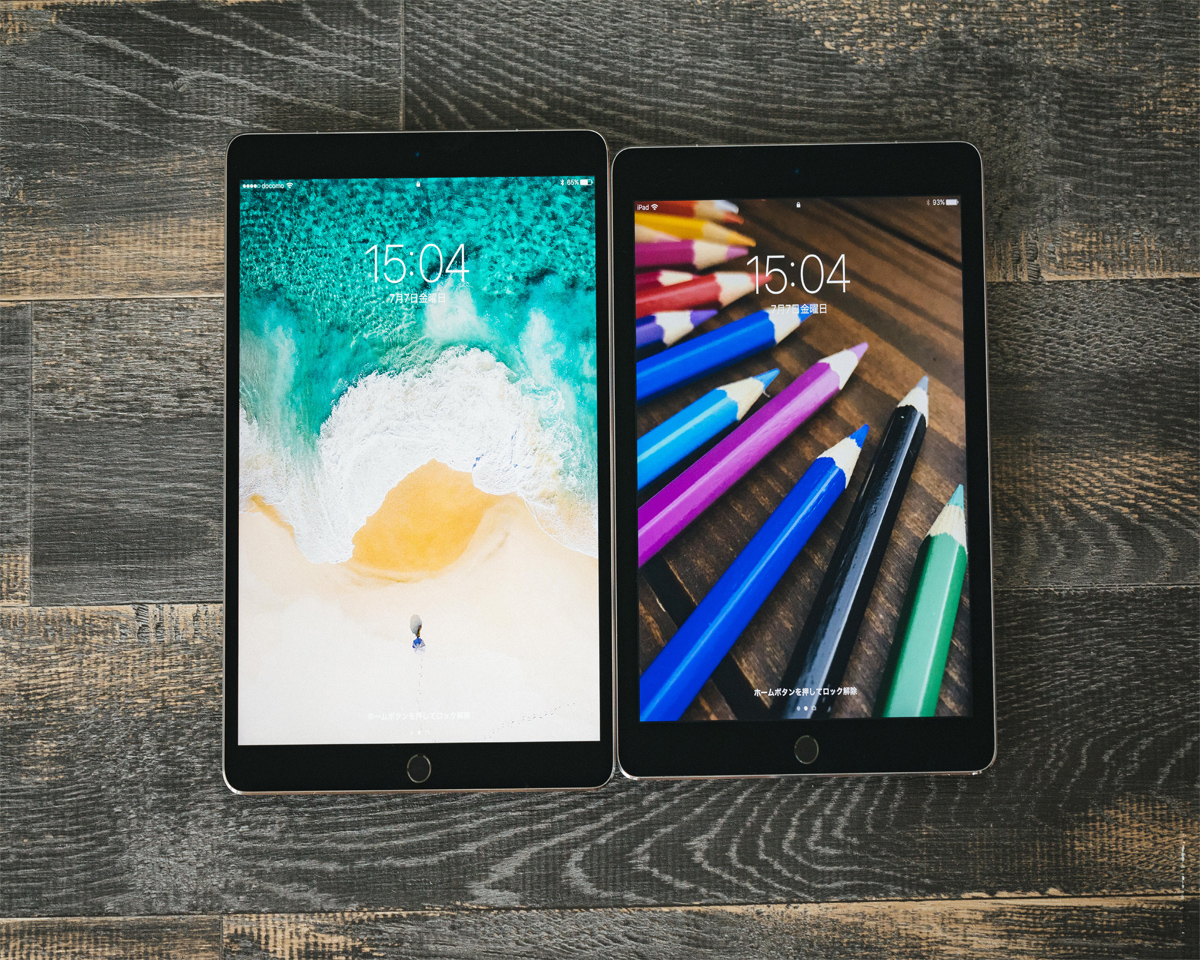 docomo
65%
15:04
7月7日金曜日
ホームボタンを押してロック解除
iPad
93%
15:04
7月7日金曜日
ホームボタンを押してロック解除